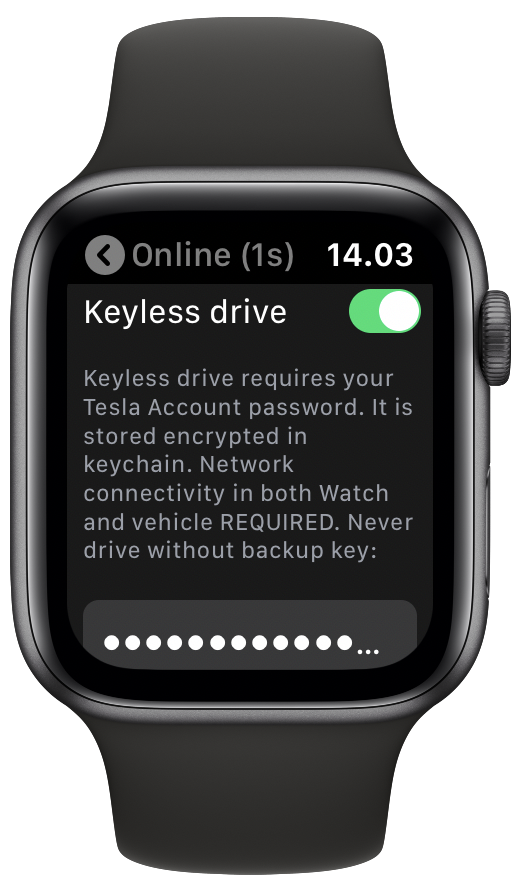 Online (1s) 14.03
Keyless drive
Keyless drive requires your
Tesla Account password. It is
stored encrypted in
keychain. Network
connectivity in both Watch
and vehicle REQUIRED. Never
drive without backup key:
●●●●●●●●●●●●...